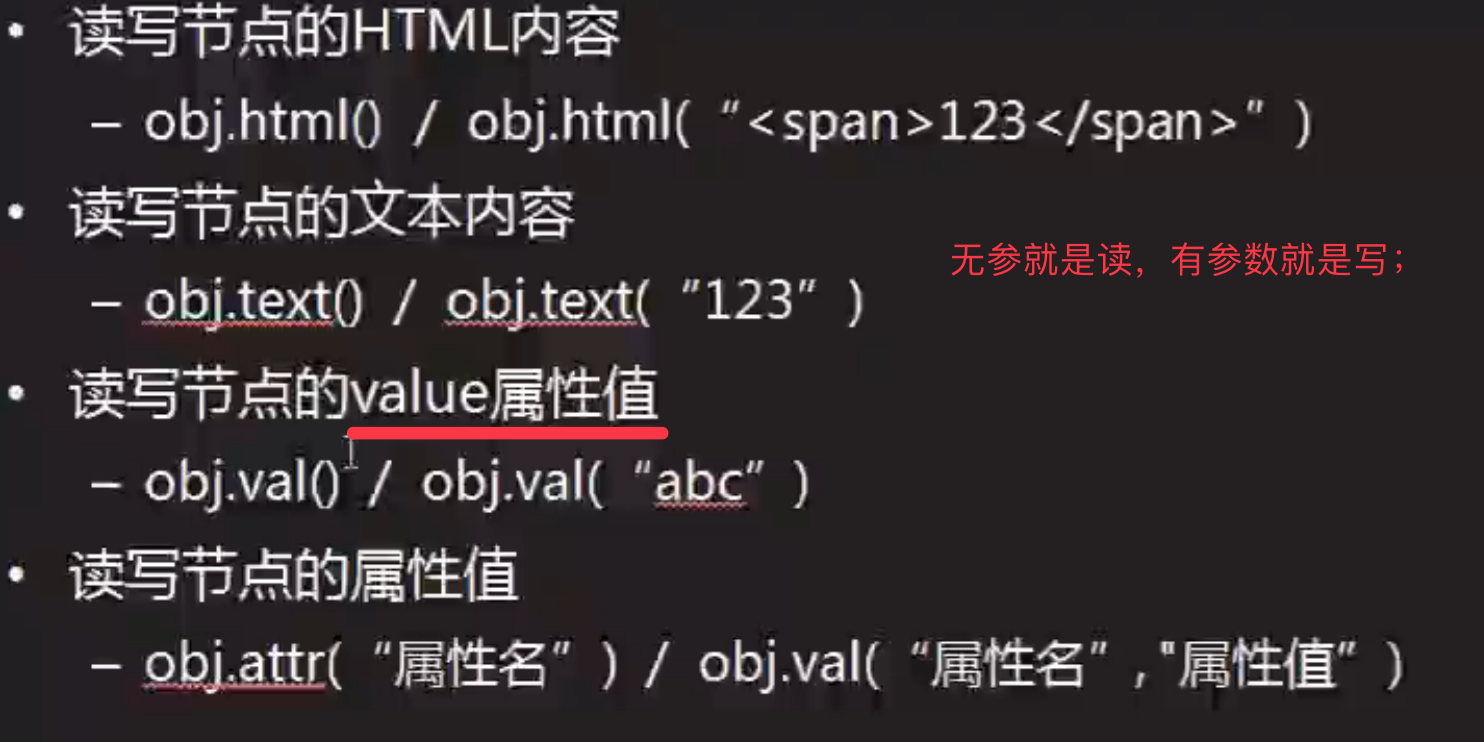 • 读写节点的HTML内容
– obj.html() / obj.html( “<span>123</span>” )
• 读写节点的文本内容
无参就是读，有参数就是写；
– obj.text() / obj.text( “123” )
• 读写节点的value属性值
– obj.val() / obj.val( “abc” )
• 读写节点的属性值
– obj.attr( “属性名” ) / obj.val( “属性名” ,"属性值” )